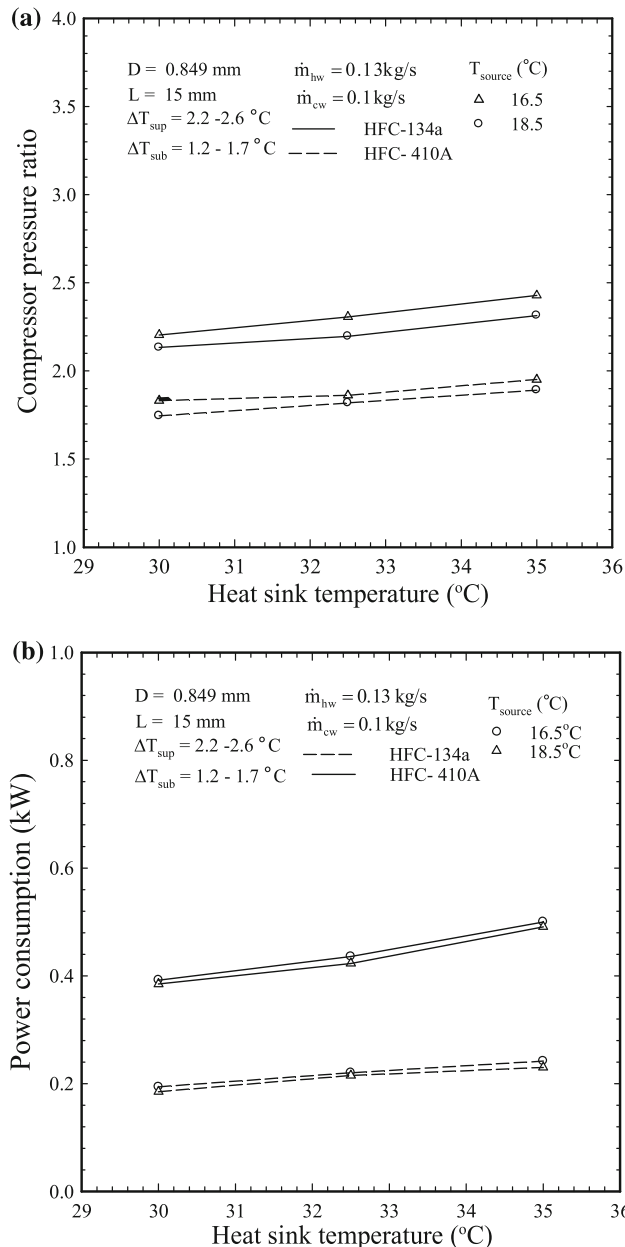 (a)
4.0
3.5
3.0
2.5
2.0
1.5
1.0
Compressor pressure ratio
D = 0.849 mm
L = 15 mm
ΔT_sup = 2.2 -2.6 °C
ΔT_sub = 1.2 - 1.7 °C
ṁ_hw = 0.13kg/s
ṁ_cw = 0.1kg/s
HFC-134a
HFC- 410A
T_source (°C)
16.5
18.5
29 30 31 32 33 34 35 36
Heat sink temperature (°C)
(b)
1.0
0.8
0.6
0.4
0.2
0.0
Power consumption (kW)
D = 0.849 mm
L = 15 mm
ΔT_sup = 2.2 -2.6 °C
ΔT_sub = 1.2 - 1.7 °C
ṁ_hw = 0.13 kg/s
ṁ_cw = 0.1kg/s
HFC-134a
HFC- 410A
T_source (°C)
16.5°C
18.5°C
29 30 31 32 33 34 35 36
Heat sink temperature (°C)